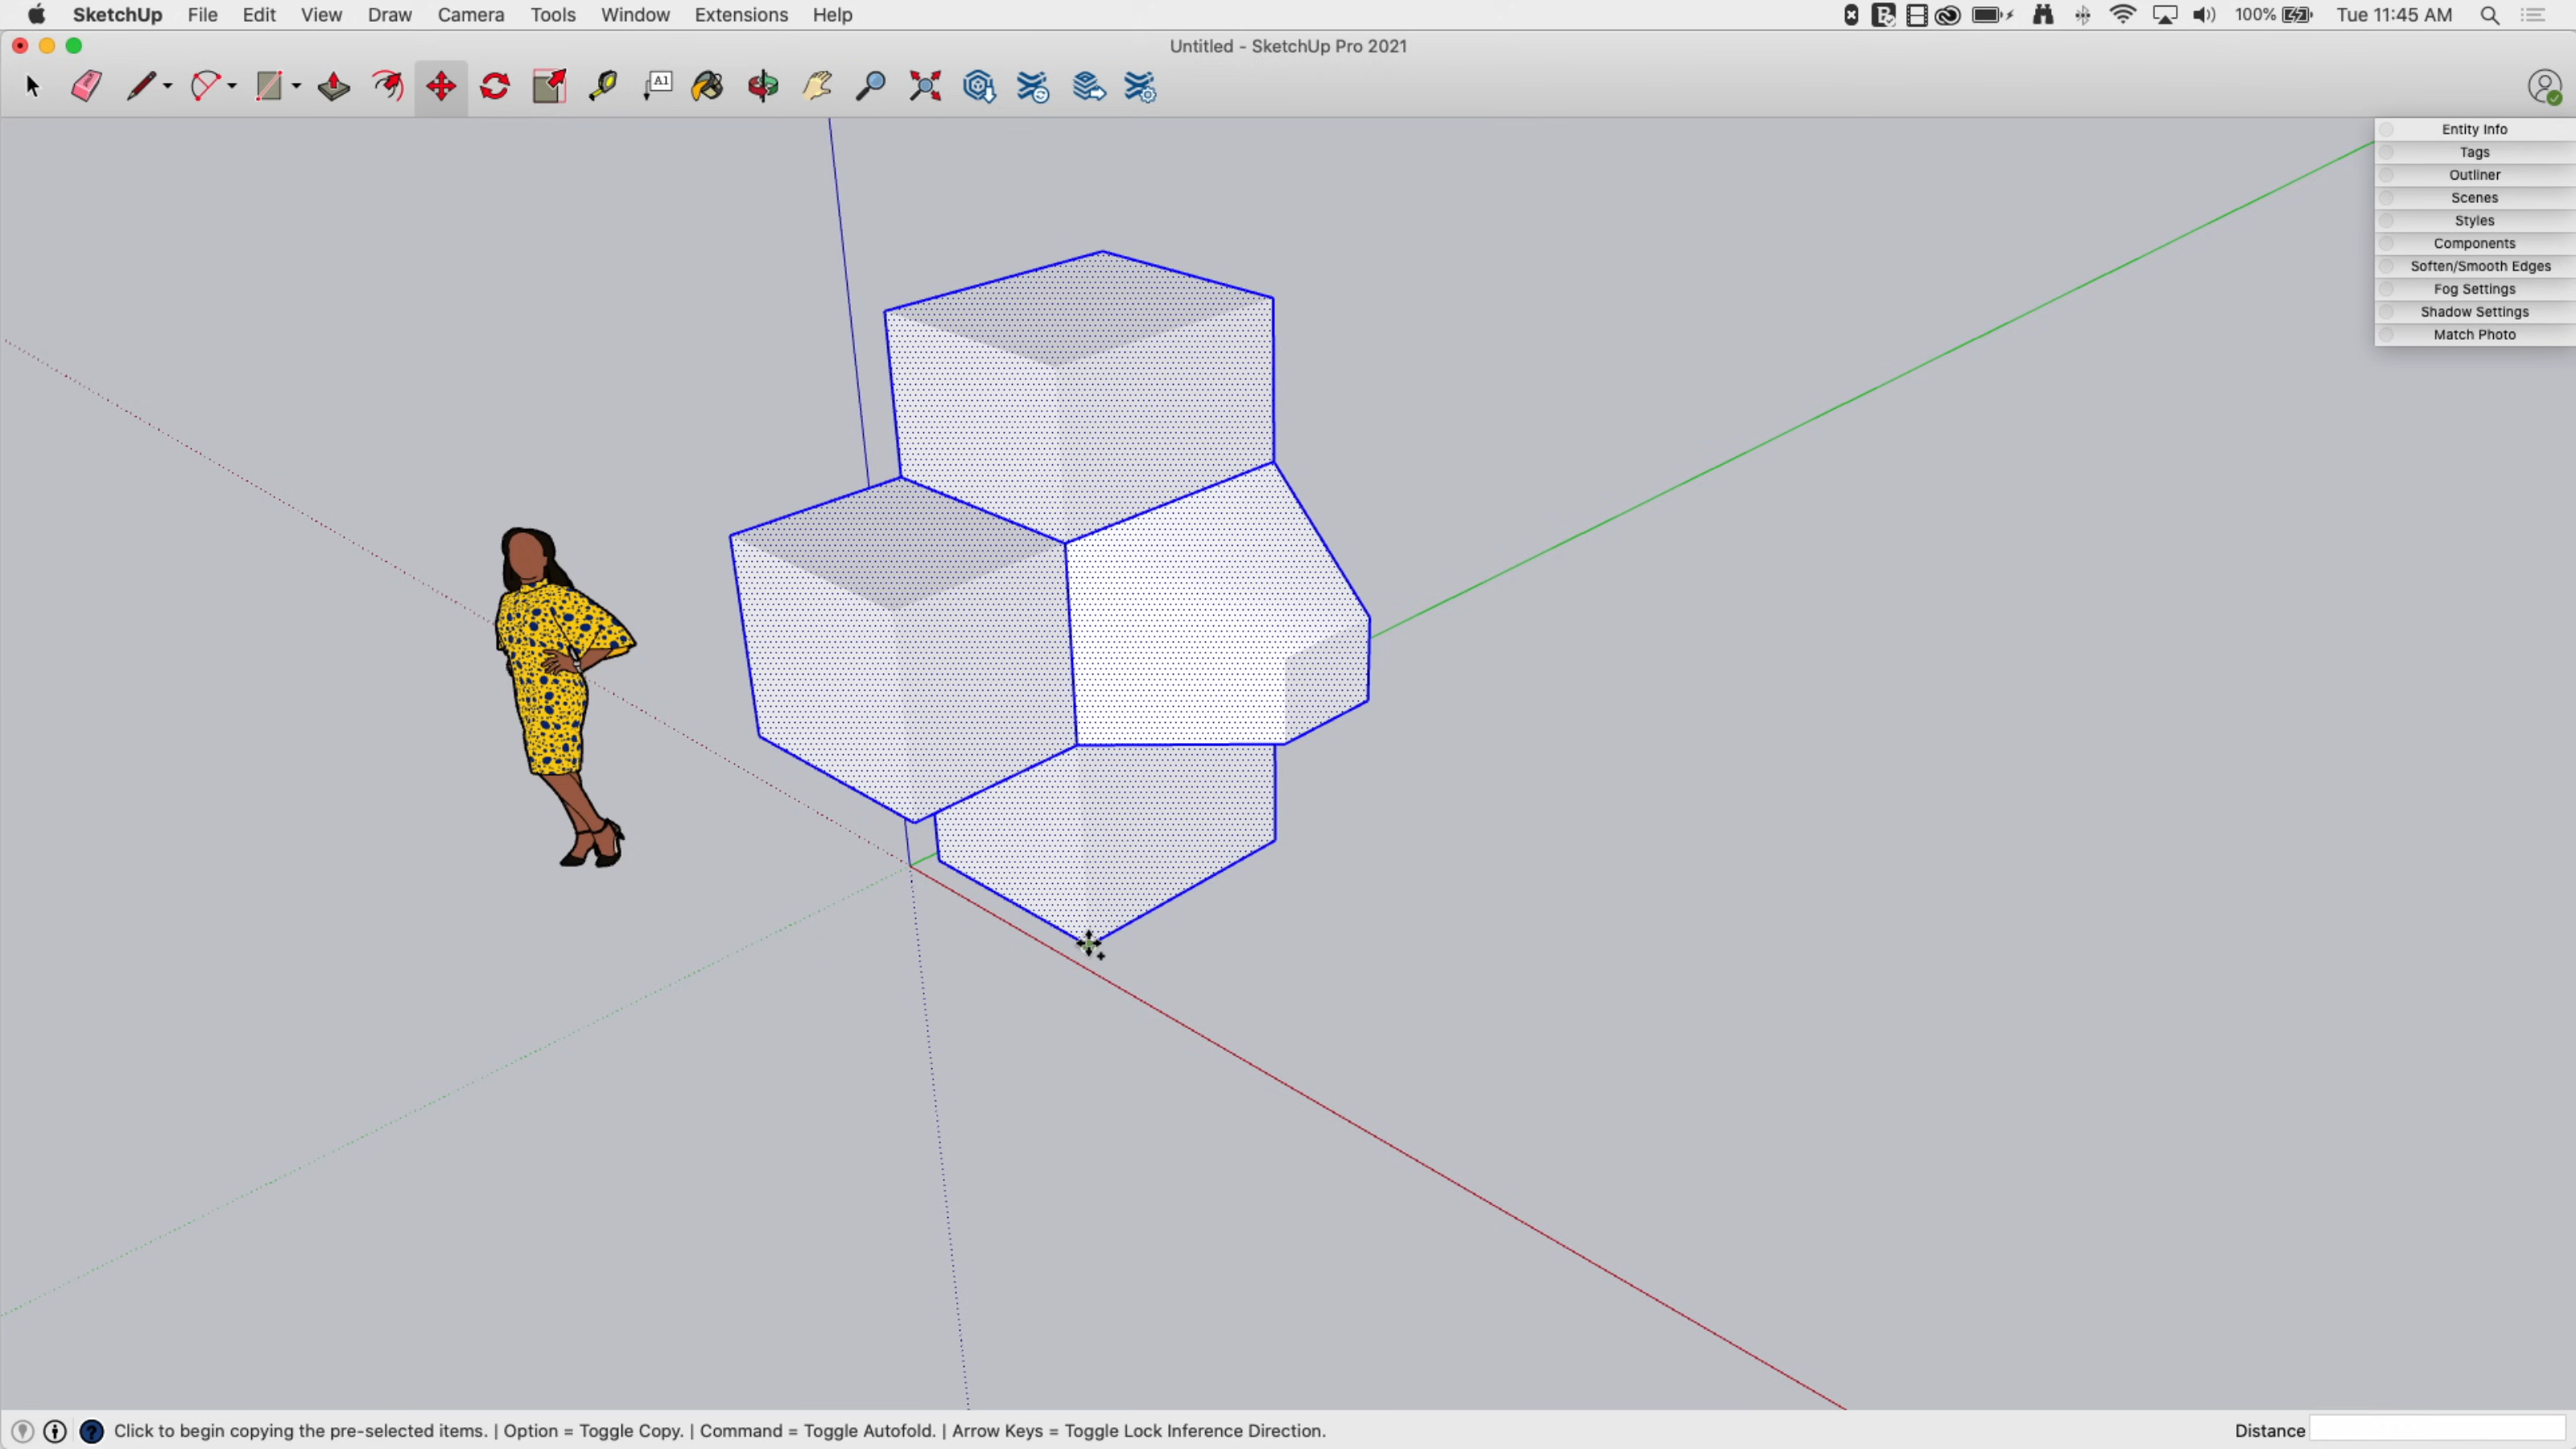 SketchUp File Edit View Draw Camera Tools Window Extensions Help 100% Tue 11:45 AM
Untitled - SketchUp Pro 2021
A1
Entity Info
Tags
Outliner
Scenes
Styles
Components
Soften/Smooth Edges
Fog Settings
Shadow Settings
Match Photo
Click to begin copying the pre-selected items. | Option = Toggle Copy. | Command = Toggle Autofold. | Arrow Keys = Toggle Lock Inference Direction. Distance